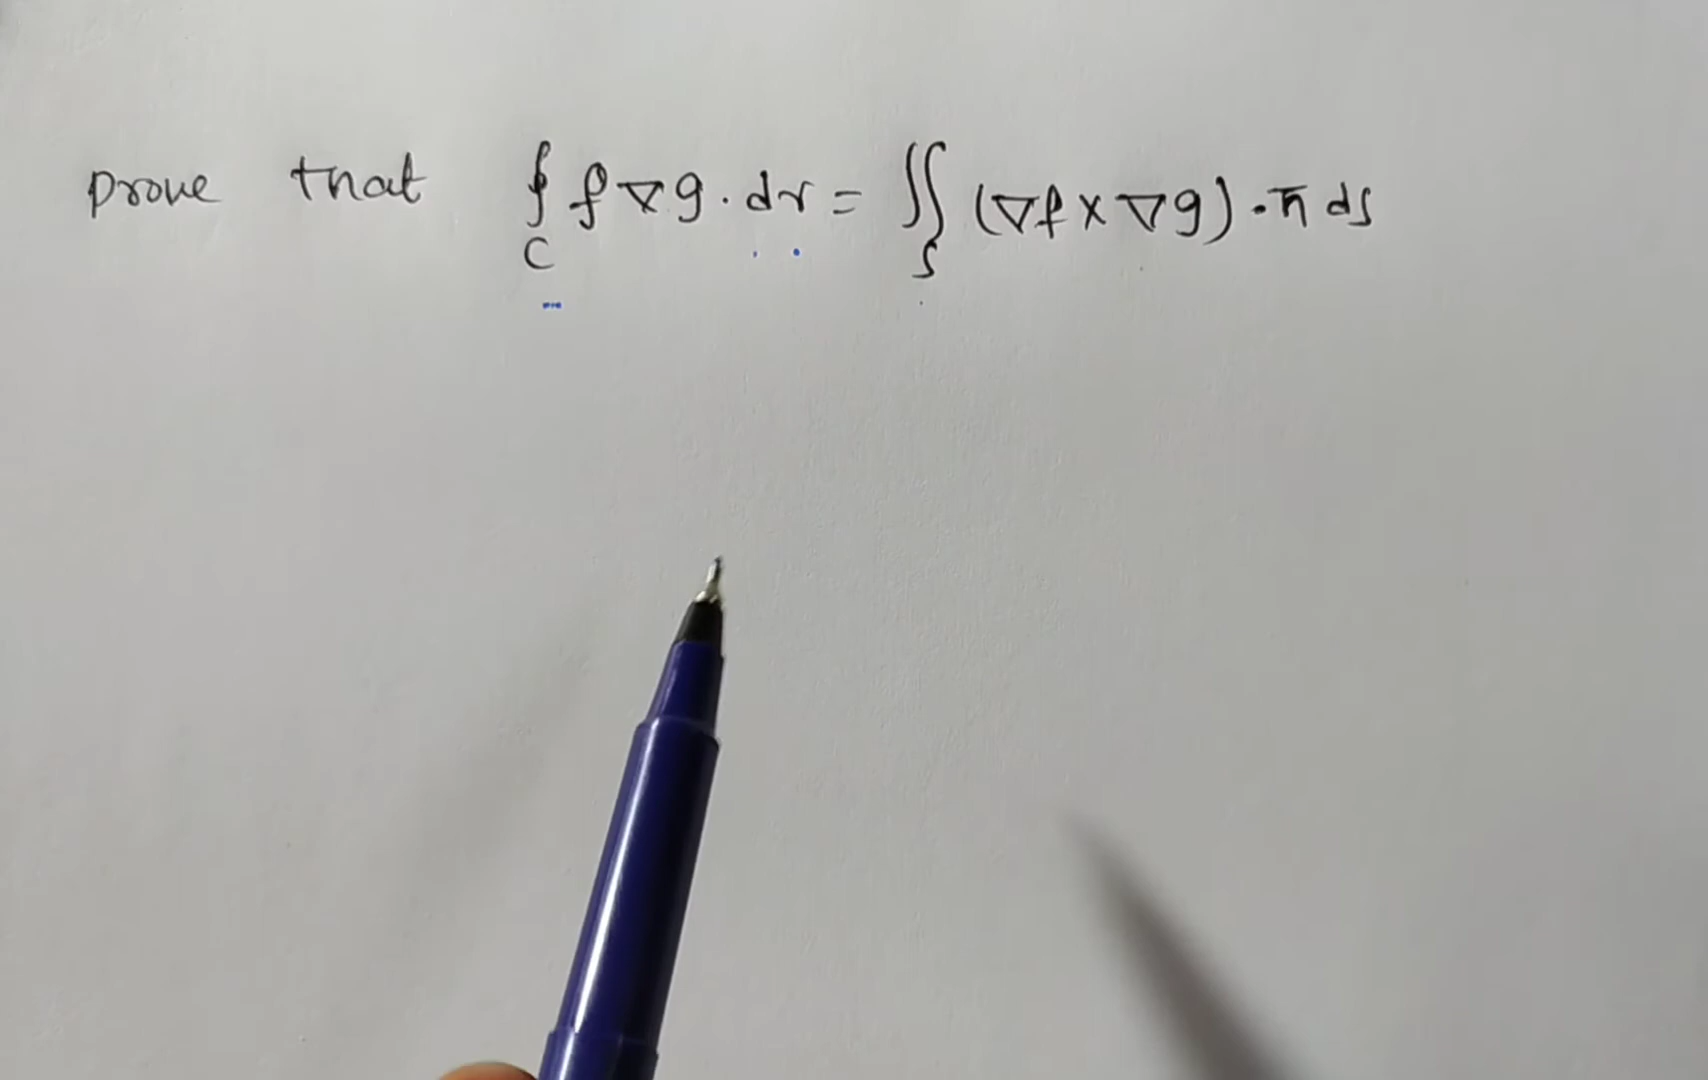 prove that ∮_C f ∇g . dr = ∬_S (∇f × ∇g) . n̄ ds